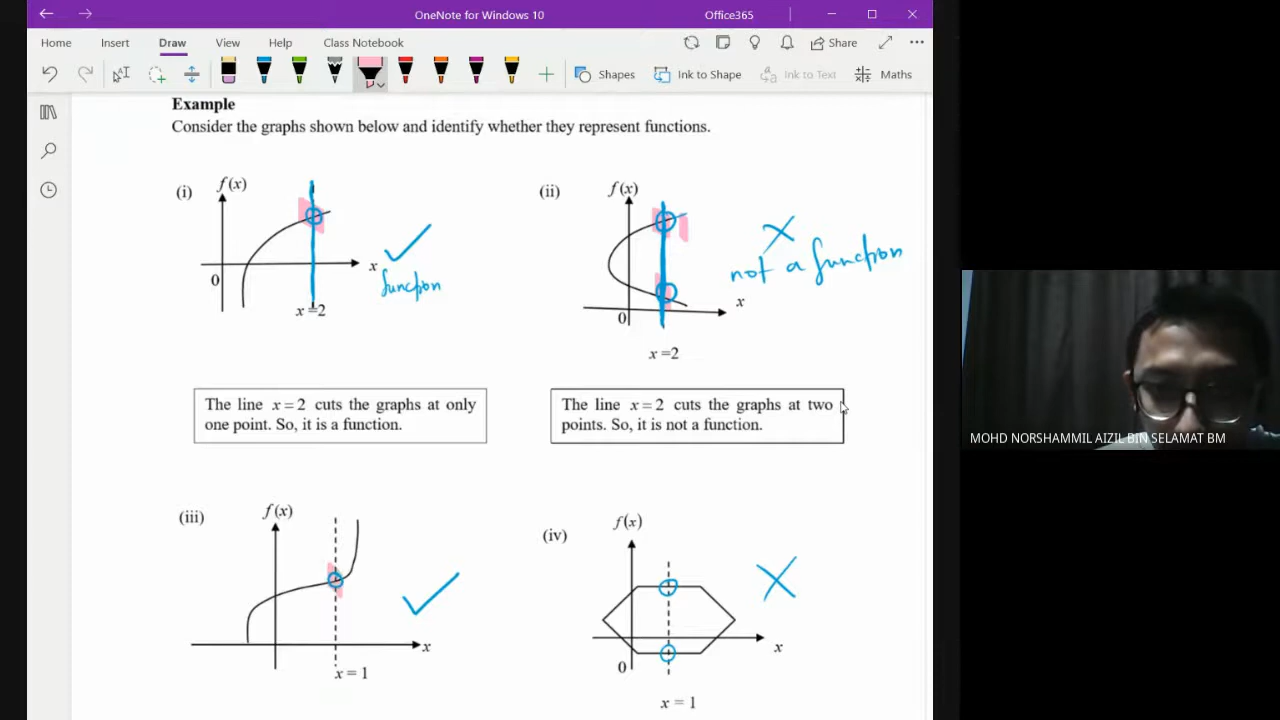 OneNote for Windows 10
Office365
Home Insert Draw View Help Class Notebook
Share
Shapes Ink to Shape Ink to Text Maths
Example
Consider the graphs shown below and identify whether they represent functions.
(i) f(x)
x
0
x =2
function
(ii) f(x)
x
0
x =2
not a function
The line x = 2 cuts the graphs at only
one point. So, it is a function.
The line x = 2 cuts the graphs at two
points. So, it is not a function.
(iii) f(x)
x
x = 1
(iv) f(x)
x
0
x = 1
MOHD NORSHAMMIL AIZIL BIN SELAMAT BM